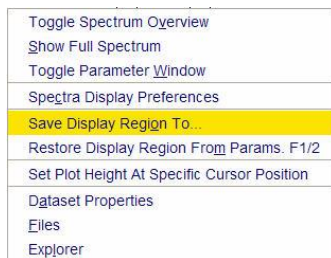 Toggle Spectrum Overview
Show Full Spectrum
Toggle Parameter Window
Spectra Display Preferences
Save Display Region To...
Restore Display Region From Params. F1/2
Set Plot Height At Specific Cursor Position
Dataset Properties
Files
Explorer